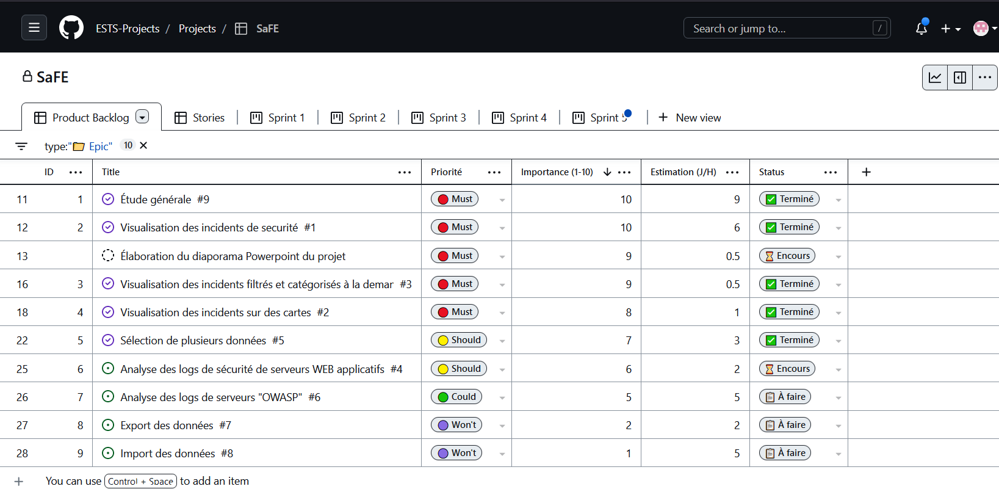 ESTS-Projects / Projects / SaFE Search or jump to... /
SaFE
Product Backlog Stories Sprint 1 Sprint 2 Sprint 3 Sprint 4 Sprint 5 + New view
type:"📁 Epic" 10
ID Title Priorité Importance (1-10) Estimation (J/H) Status
11 1 Étude générale #9 Must 10 9 Terminé
12 2 Visualisation des incidents de securité #1 Must 10 6 Terminé
13 Élaboration du diaporama Powerpoint du projet Must 9 0.5 Encours
16 3 Visualisation des incidents filtrés et catégorisés à la demar #3 Must 9 0.5 Terminé
18 4 Visualisation des incidents sur des cartes #2 Must 8 1 Terminé
22 5 Sélection de plusieurs données #5 Should 7 3 Terminé
25 6 Analyse des logs de sécurité de serveurs WEB applicatifs #4 Should 6 2 Encours
26 7 Analyse des logs de serveurs "OWASP" #6 Could 5 5 À faire
27 8 Export des données #7 Won't 2 2 À faire
28 9 Import des données #8 Won't 1 5 À faire
You can use Control + Space to add an item